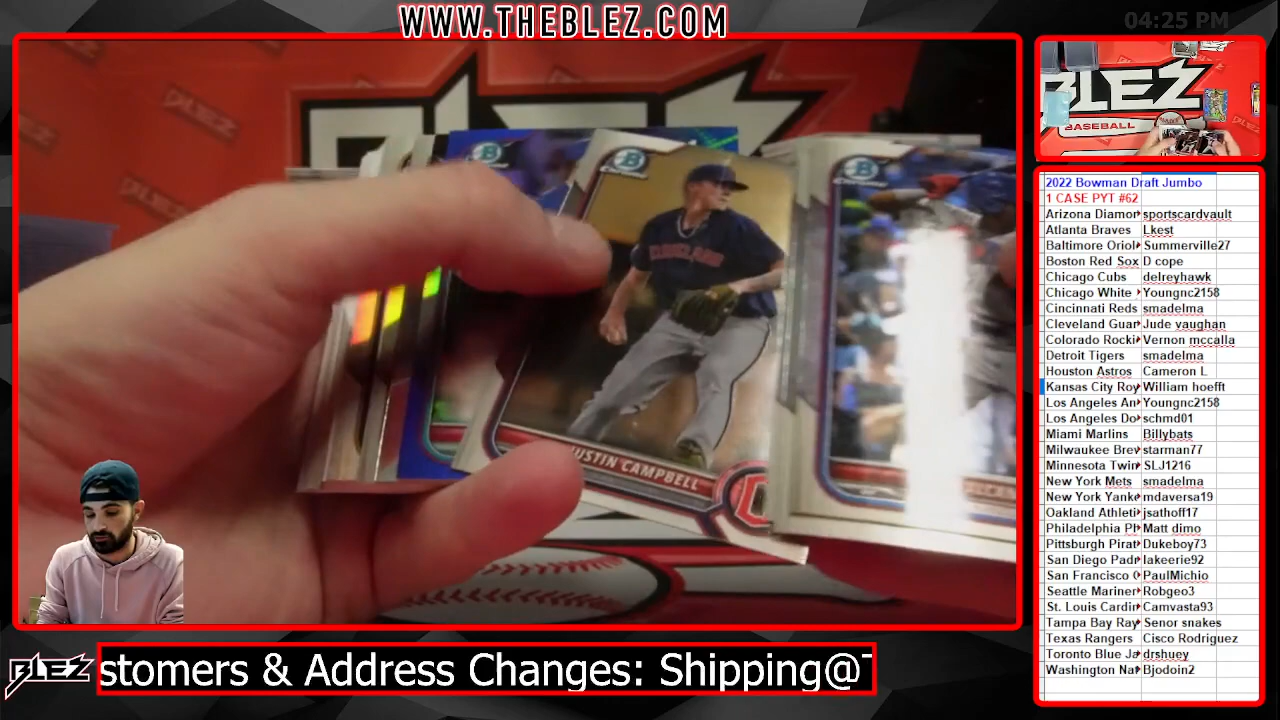 WWW.THEBLEZ.COM
04:25 PM
BLEZ
BASEBALL
Chrome
Chrome
CLEVELAND
USTIN CAMPBELL
2022 Bowman Draft Jumbo
1 CASE PYT #62
Arizona Diamor sportscardvault
Atlanta Braves Lkest
Baltimore Oriol Summerville27
Boston Red Sox D cope
Chicago Cubs delreyhawk
Chicago White Youngnc2158
Cincinnati Reds smadelma
Cleveland Guar Jude vaughan
Colorado Rocki Vernon mccalla
Detroit Tigers smadelma
Houston Astros Cameron L
Kansas City Roy William hoefft
Los Angeles An Youngnc2158
Los Angeles Do schmd01
Miami Marlins Billybats
Milwaukee Brev starman77
Minnesota Twin SLJ1216
New York Mets smadelma
New York Yanke mdaversa19
Oakland Athleti jsathoff17
Philadelphia Ph Matt dimo
Pittsburgh Pirat Dukeboy73
San Diego Padr lakeerie92
San Francisco ( PaulMichio
Seattle Mariner Robgeo3
St. Louis Cardir Camvasta93
Tampa Bay Ray Senor snakes
Texas Rangers Cisco Rodriguez
Toronto Blue Ja drshuey
Washington Nat Bjodoin2
BLEZ
stomers & Address Changes: Shipping@T